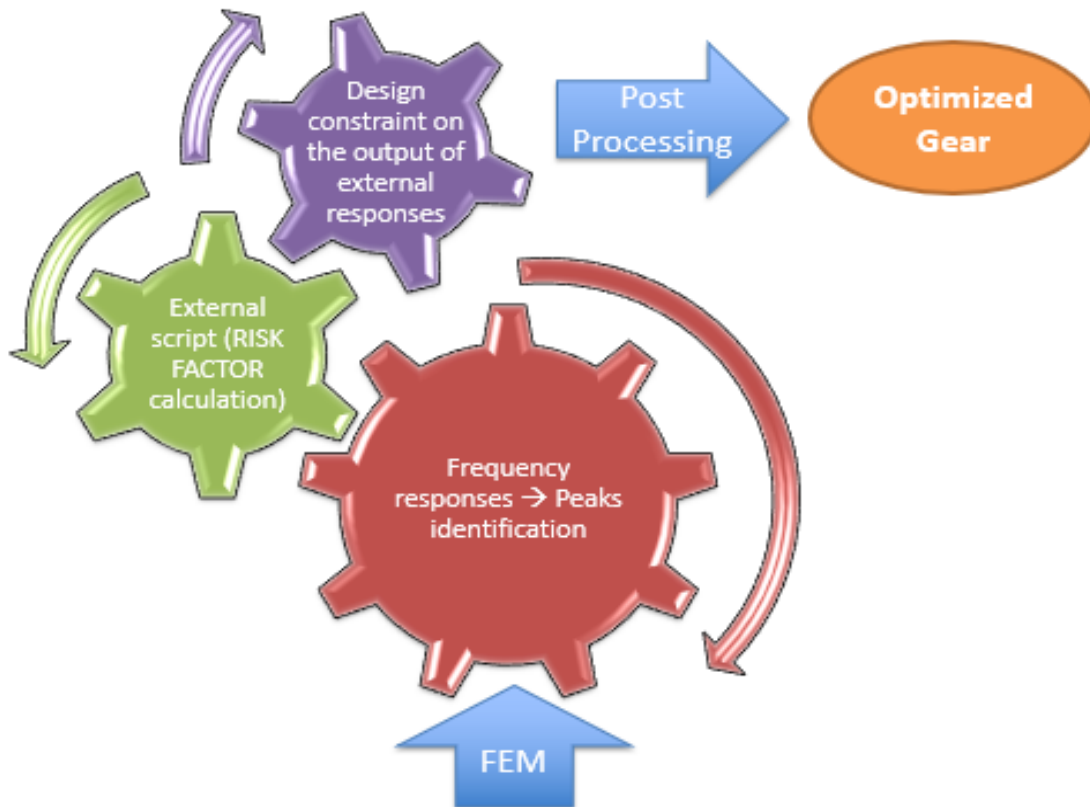 Design
constraint on
the output of
external
responses
Post
Processing
Optimized
Gear
External
script (RISK
FACTOR
calculation)
Frequency
responses → Peaks
identification
FEM